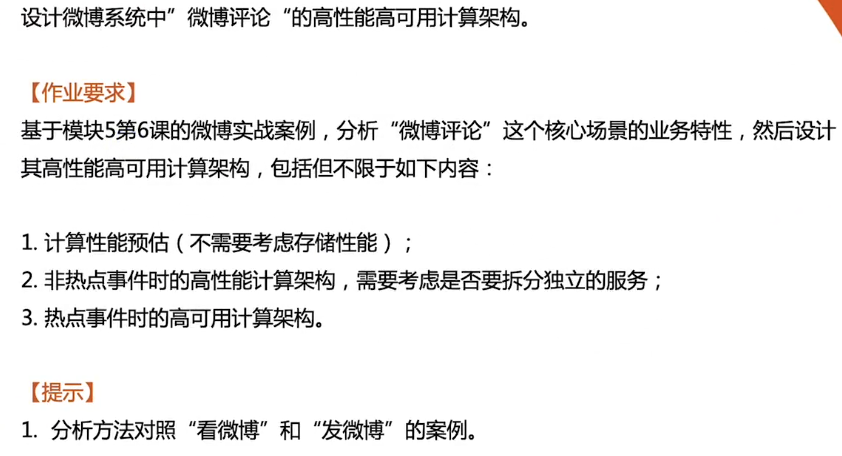 设计微博系统中”微博评论“的高性能高可用计算架构。
【作业要求】
基于模块5第6课的微博实战案例，分析“微博评论”这个核心场景的业务特性，然后设计
其高性能高可用计算架构，包括但不限于如下内容：
1. 计算性能预估（不需要考虑存储性能）；
2. 非热点事件时的高性能计算架构，需要考虑是否要拆分独立的服务；
3. 热点事件时的高可用计算架构。
【提示】
1. 分析方法对照“看微博”和“发微博”的案例。